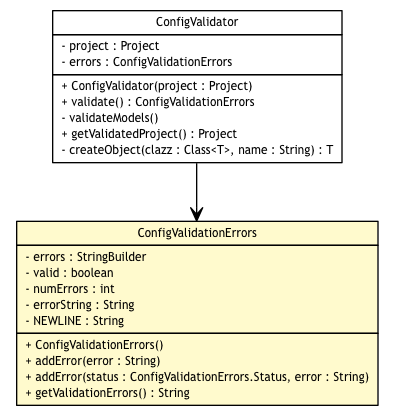 ConfigValidator
- project : Project
- errors : ConfigValidationErrors
+ ConfigValidator(project : Project)
+ validate() : ConfigValidationErrors
- validateModels()
+ getValidatedProject() : Project
- createObject(clazz : Class<T>, name : String) : T
ConfigValidationErrors
- errors : StringBuilder
- valid : boolean
- numErrors : int
- errorString : String
- NEWLINE : String
+ ConfigValidationErrors()
+ addError(error : String)
+ addError(status : ConfigValidationErrors.Status, error : String)
+ getValidationErrors() : String